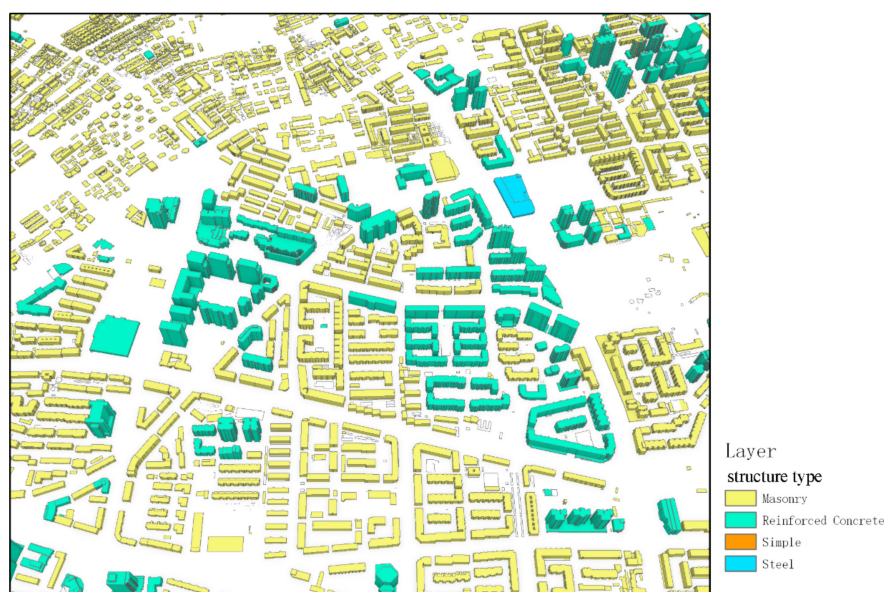 Layer
structure type
Masonry
Reinforced Concrete
Simple
Steel